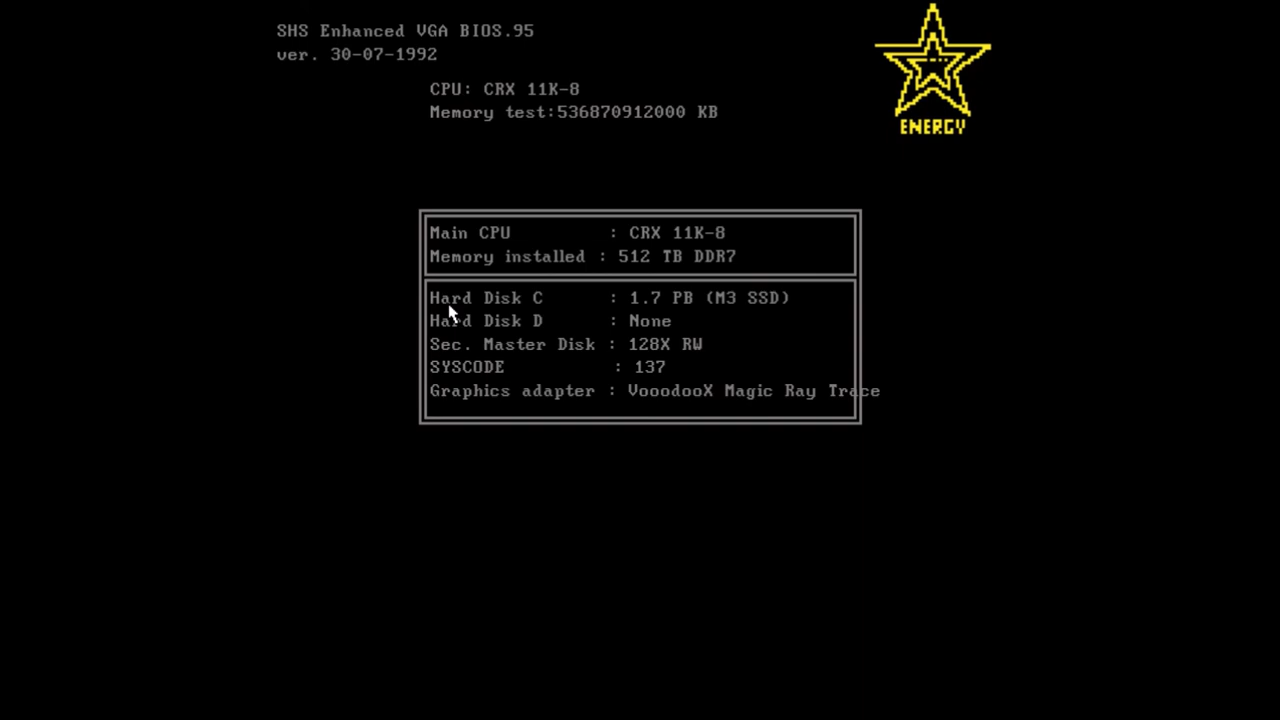 SHS Enhanced VGA BIOS.95
ver. 30-07-1992
ENERGY
CPU: CRX 11K-8
Memory test:536870912000 KB
Main CPU : CRX 11K-8
Memory installed : 512 TB DDR7
Hard Disk C : 1.7 PB (M3 SSD)
Hard Disk D : None
Sec. Master Disk : 128X RW
SYSCODE : 137
Graphics adapter : VooodooX Magic Ray Trace